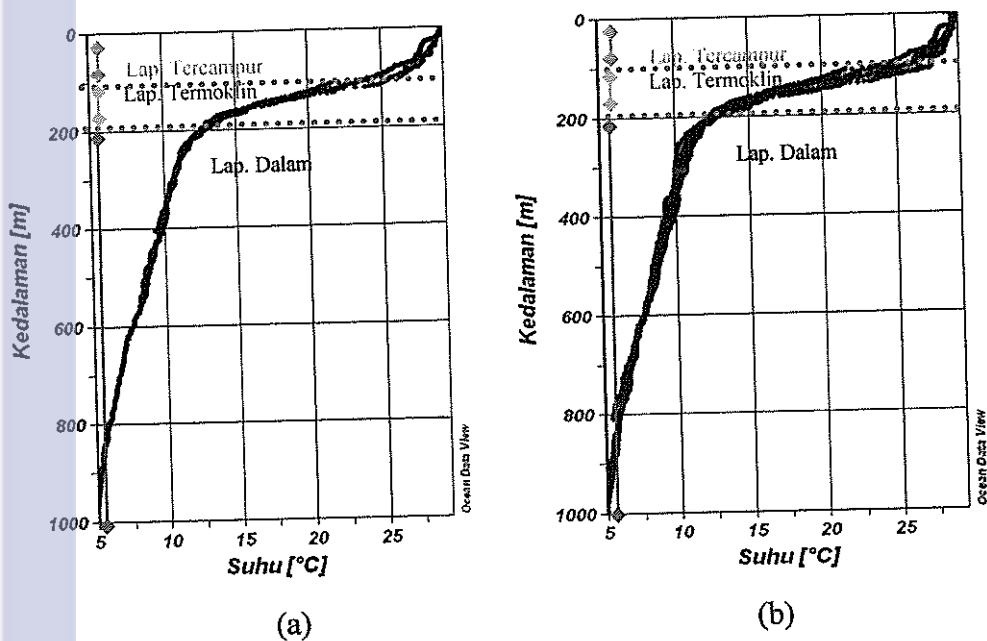 0
200
400
600
800
1000
Kedalaman [m]
Lap. Tercampur
Lap. Termoklin
Lap. Dalam
5 10 15 20 25
Suhu [°C]
Ocean Data View
(a)
0
200
400
600
800
1000
Kedalaman [m]
Lap. Tercampur
Lap. Termoklin
Lap. Dalam
5 10 15 20 25
Suhu [°C]
Ocean Data View
(b)